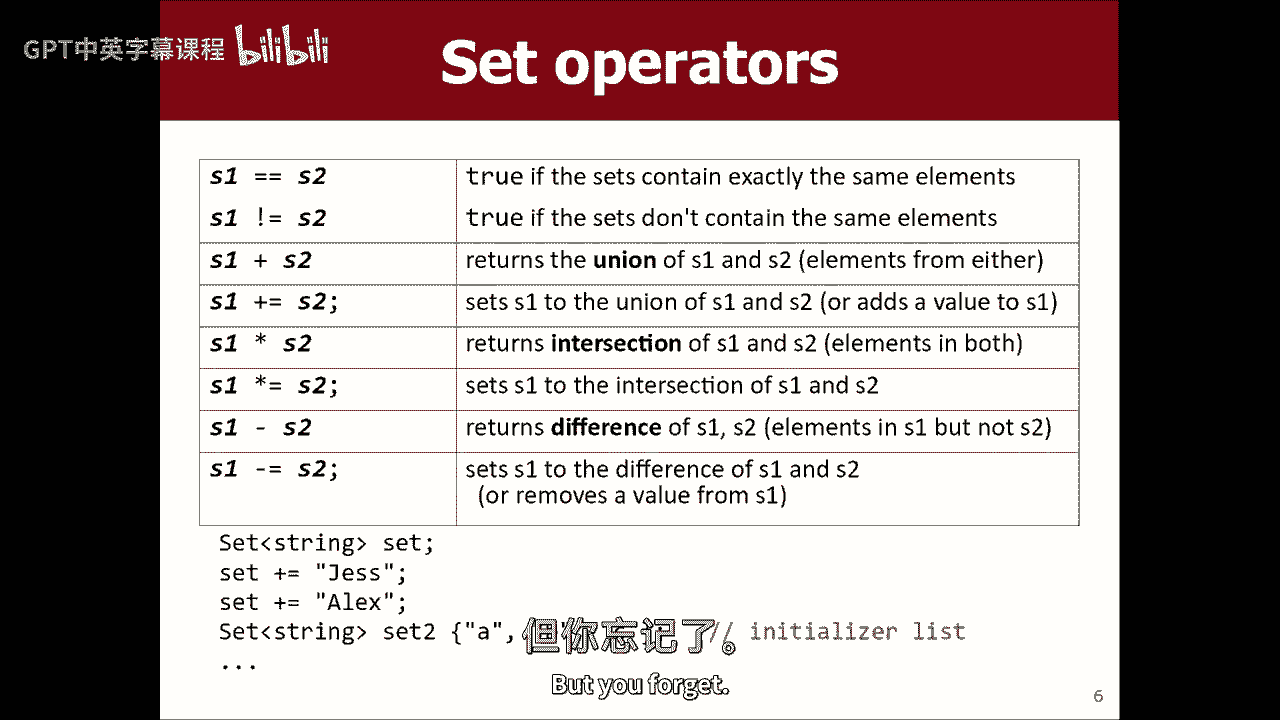 GPT中英字幕课程 bilibili
Set operators
s1 == s2 true if the sets contain exactly the same elements
s1 != s2 true if the sets don't contain the same elements
s1 + s2 returns the union of s1 and s2 (elements from either)
s1 += s2; sets s1 to the union of s1 and s2 (or adds a value to s1)
s1 * s2 returns intersection of s1 and s2 (elements in both)
s1 *= s2; sets s1 to the intersection of s1 and s2
s1 - s2 returns difference of s1, s2 (elements in s1 but not s2)
s1 -= s2; sets s1 to the difference of s1 and s2
(or removes a value from s1)
Set<string> set;
set += "Jess";
set += "Alex";
Set<string> set2 {"a", // initializer list
...
但你忘记了。
But you forget.
6